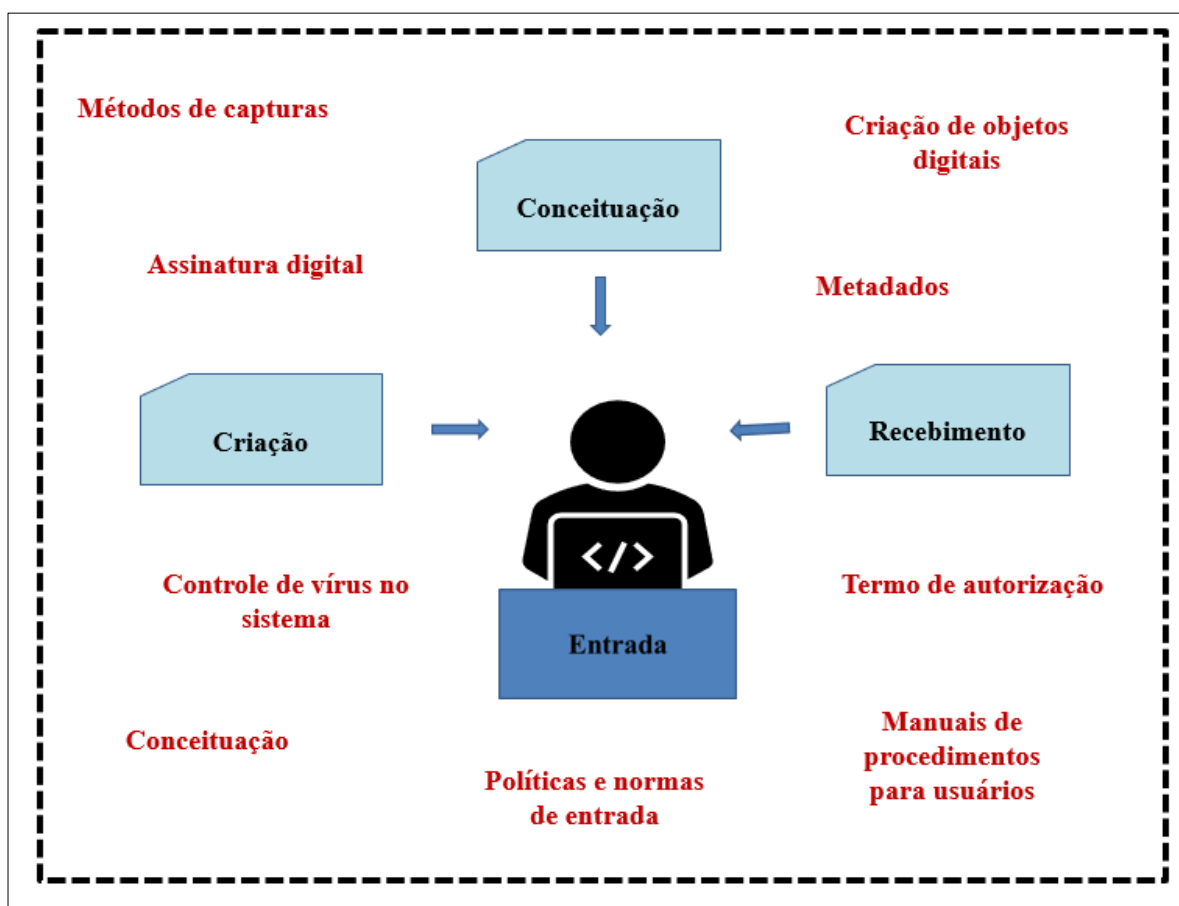 Métodos de capturas
Criação de objetos
digitais
Conceituação
Assinatura digital
Metadados
Criação
Recebimento
</>
Controle de vírus no
sistema
Termo de autorização
Entrada
Conceituação
Políticas e normas
de entrada
Manuais de
procedimentos
para usuários